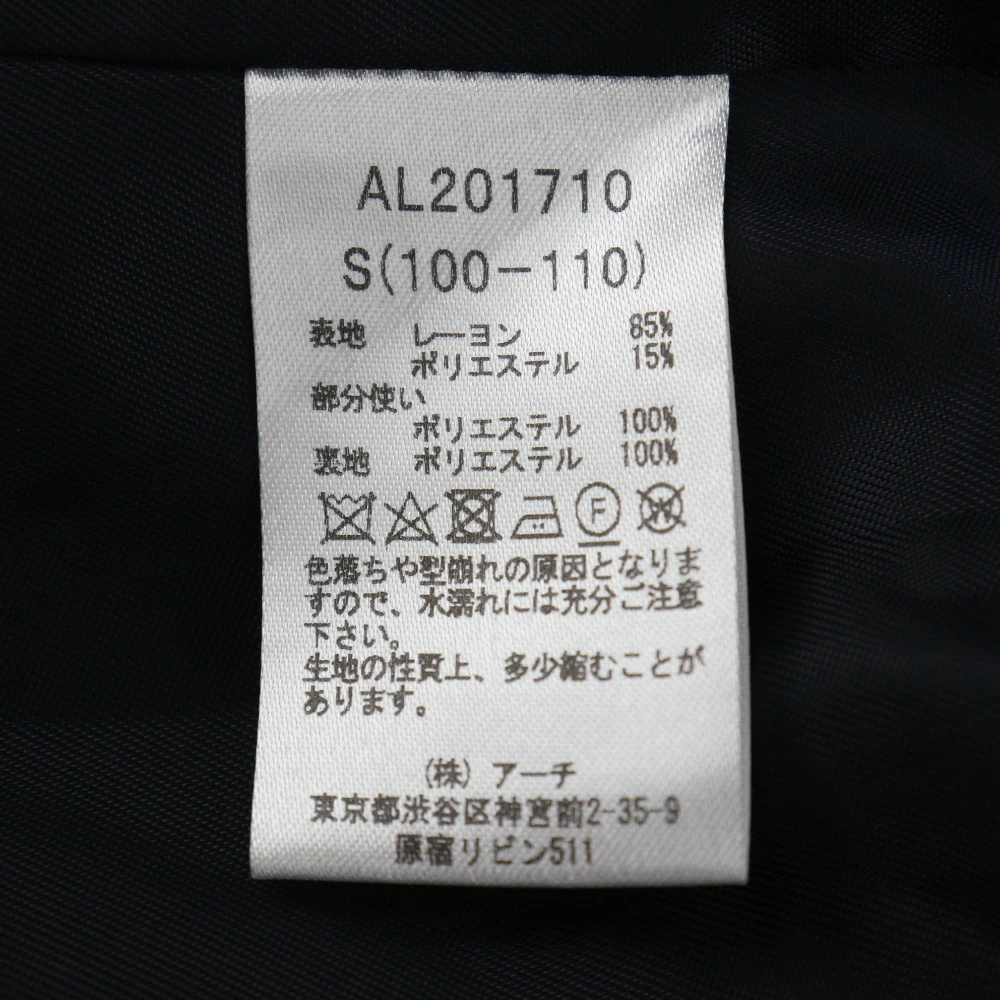 AL201710
S(100-110)
表地 レーヨン 85%
ポリエステル 15%
部分使い
ポリエステル 100%
裏地 ポリエステル 100%
F W
色落ちや型崩れの原因となりま
すので、水濡れには充分ご注意
下さい。
生地の性質上、多少縮むことが
あります。
(株) アーチ
東京都渋谷区神宮前2-35-9
原宿リビン511